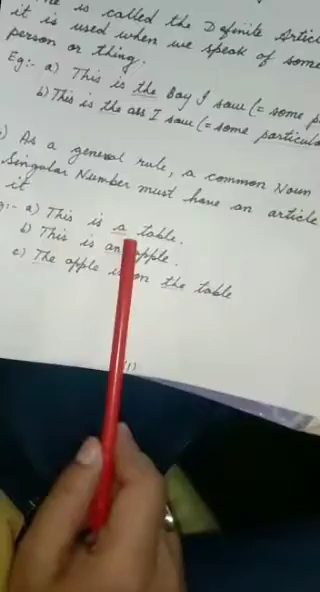 is called the Definite Artic
it is used when we speak of some
person or thing.
Eg:- a) This is the Boy I saw (= some p
b) This is the ass I saw (= some particula
) As a general rule, a common Noun
Singular Number must have an article
it
g:- a) This is a table.
b) This is an apple.
c) The apple is on the table
(1)